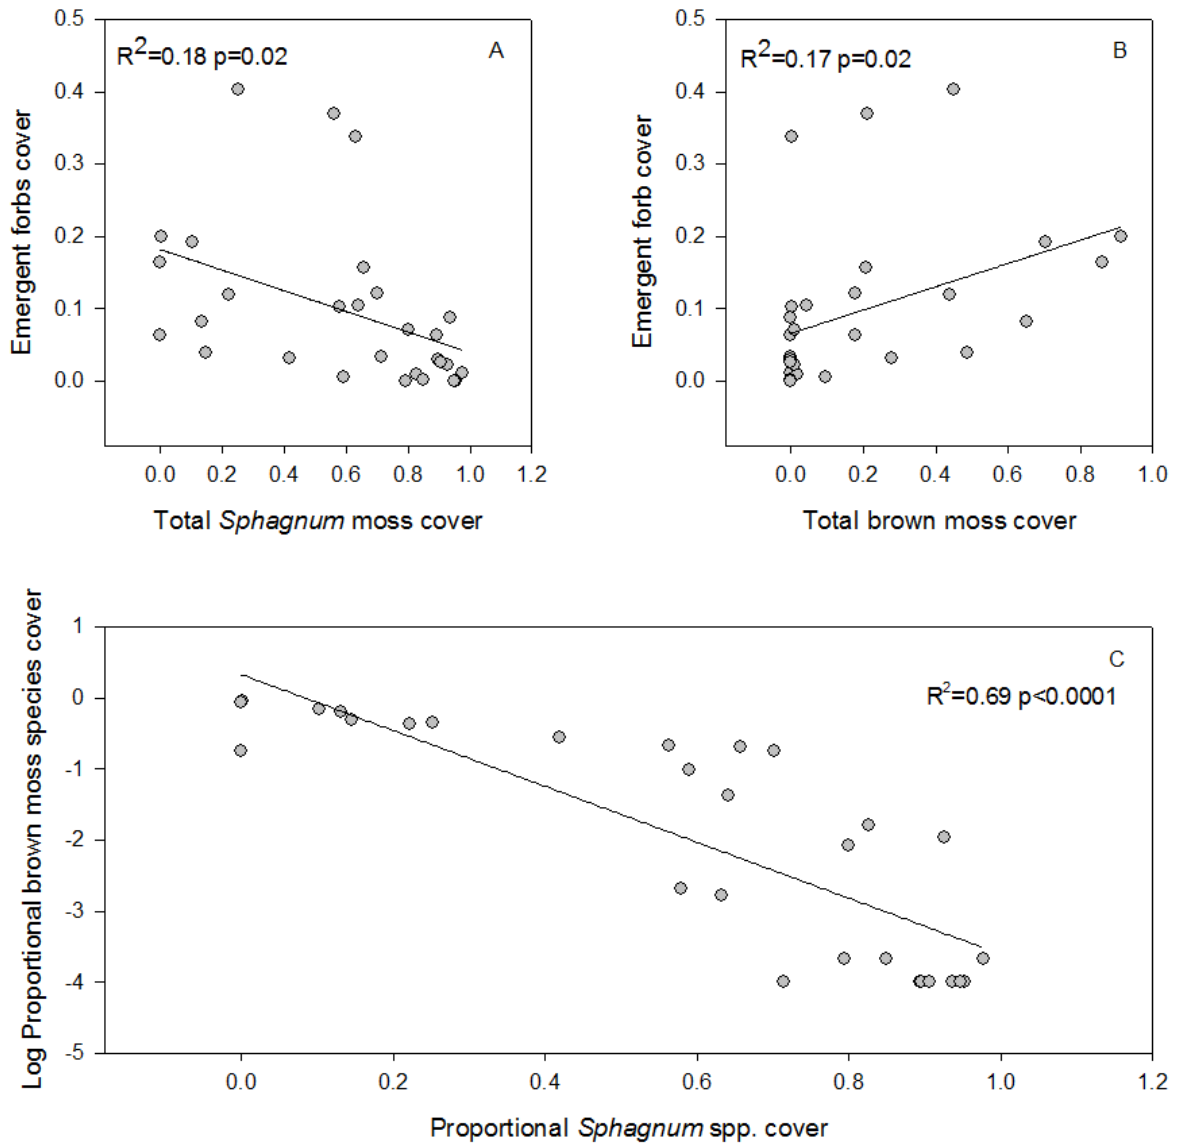 R2=0.18 p=0.02
A
0.5
0.4
0.3
0.2
0.1
0.0
Emergent forbs cover
0.0 0.2 0.4 0.6 0.8 1.0 1.2
Total Sphagnum moss cover
R2=0.17 p=0.02
B
0.5
0.4
0.3
0.2
0.1
0.0
Emergent forb cover
0.0 0.2 0.4 0.6 0.8 1.0
Total brown moss cover
C
R2=0.69 p<0.0001
1
0
-1
-2
-3
-4
-5
Log Proportional brown moss species cover
0.0 0.2 0.4 0.6 0.8 1.0 1.2
Proportional Sphagnum spp. cover